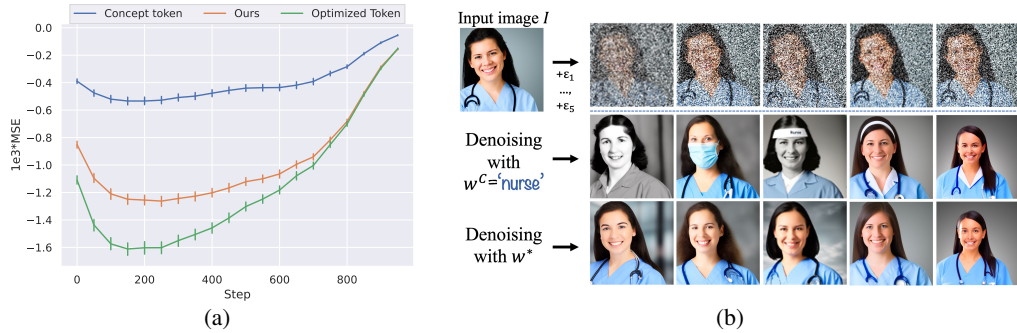 Concept token
Ours
Optimized Token
0.0
−0.2
−0.4
−0.6
−0.8
−1.0
−1.2
−1.4
−1.6
1e3*MSE
0
200
400
600
800
Step
(a)
Input image I
+ε₁
...,
+ε₅
Denoising
with
wᶜ='nurse'
Nurse
Denoising
with w*
(b)